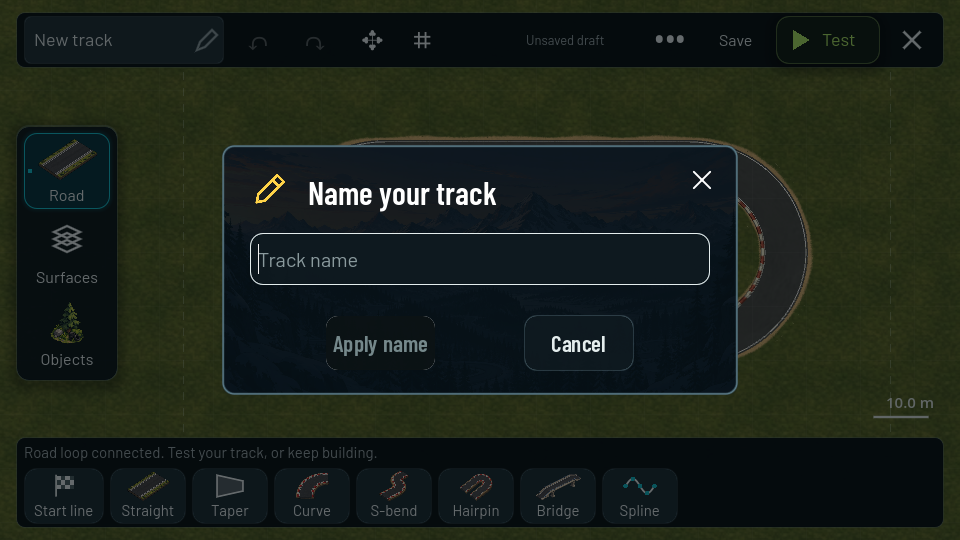 New track
Unsaved draft
Save
Test
Road
Surfaces
Objects
Name your track
Track name
Apply name
Cancel
10.0 m
Road loop connected. Test your track, or keep building.
Start line
Straight
Taper
Curve
S-bend
Hairpin
Bridge
Spline